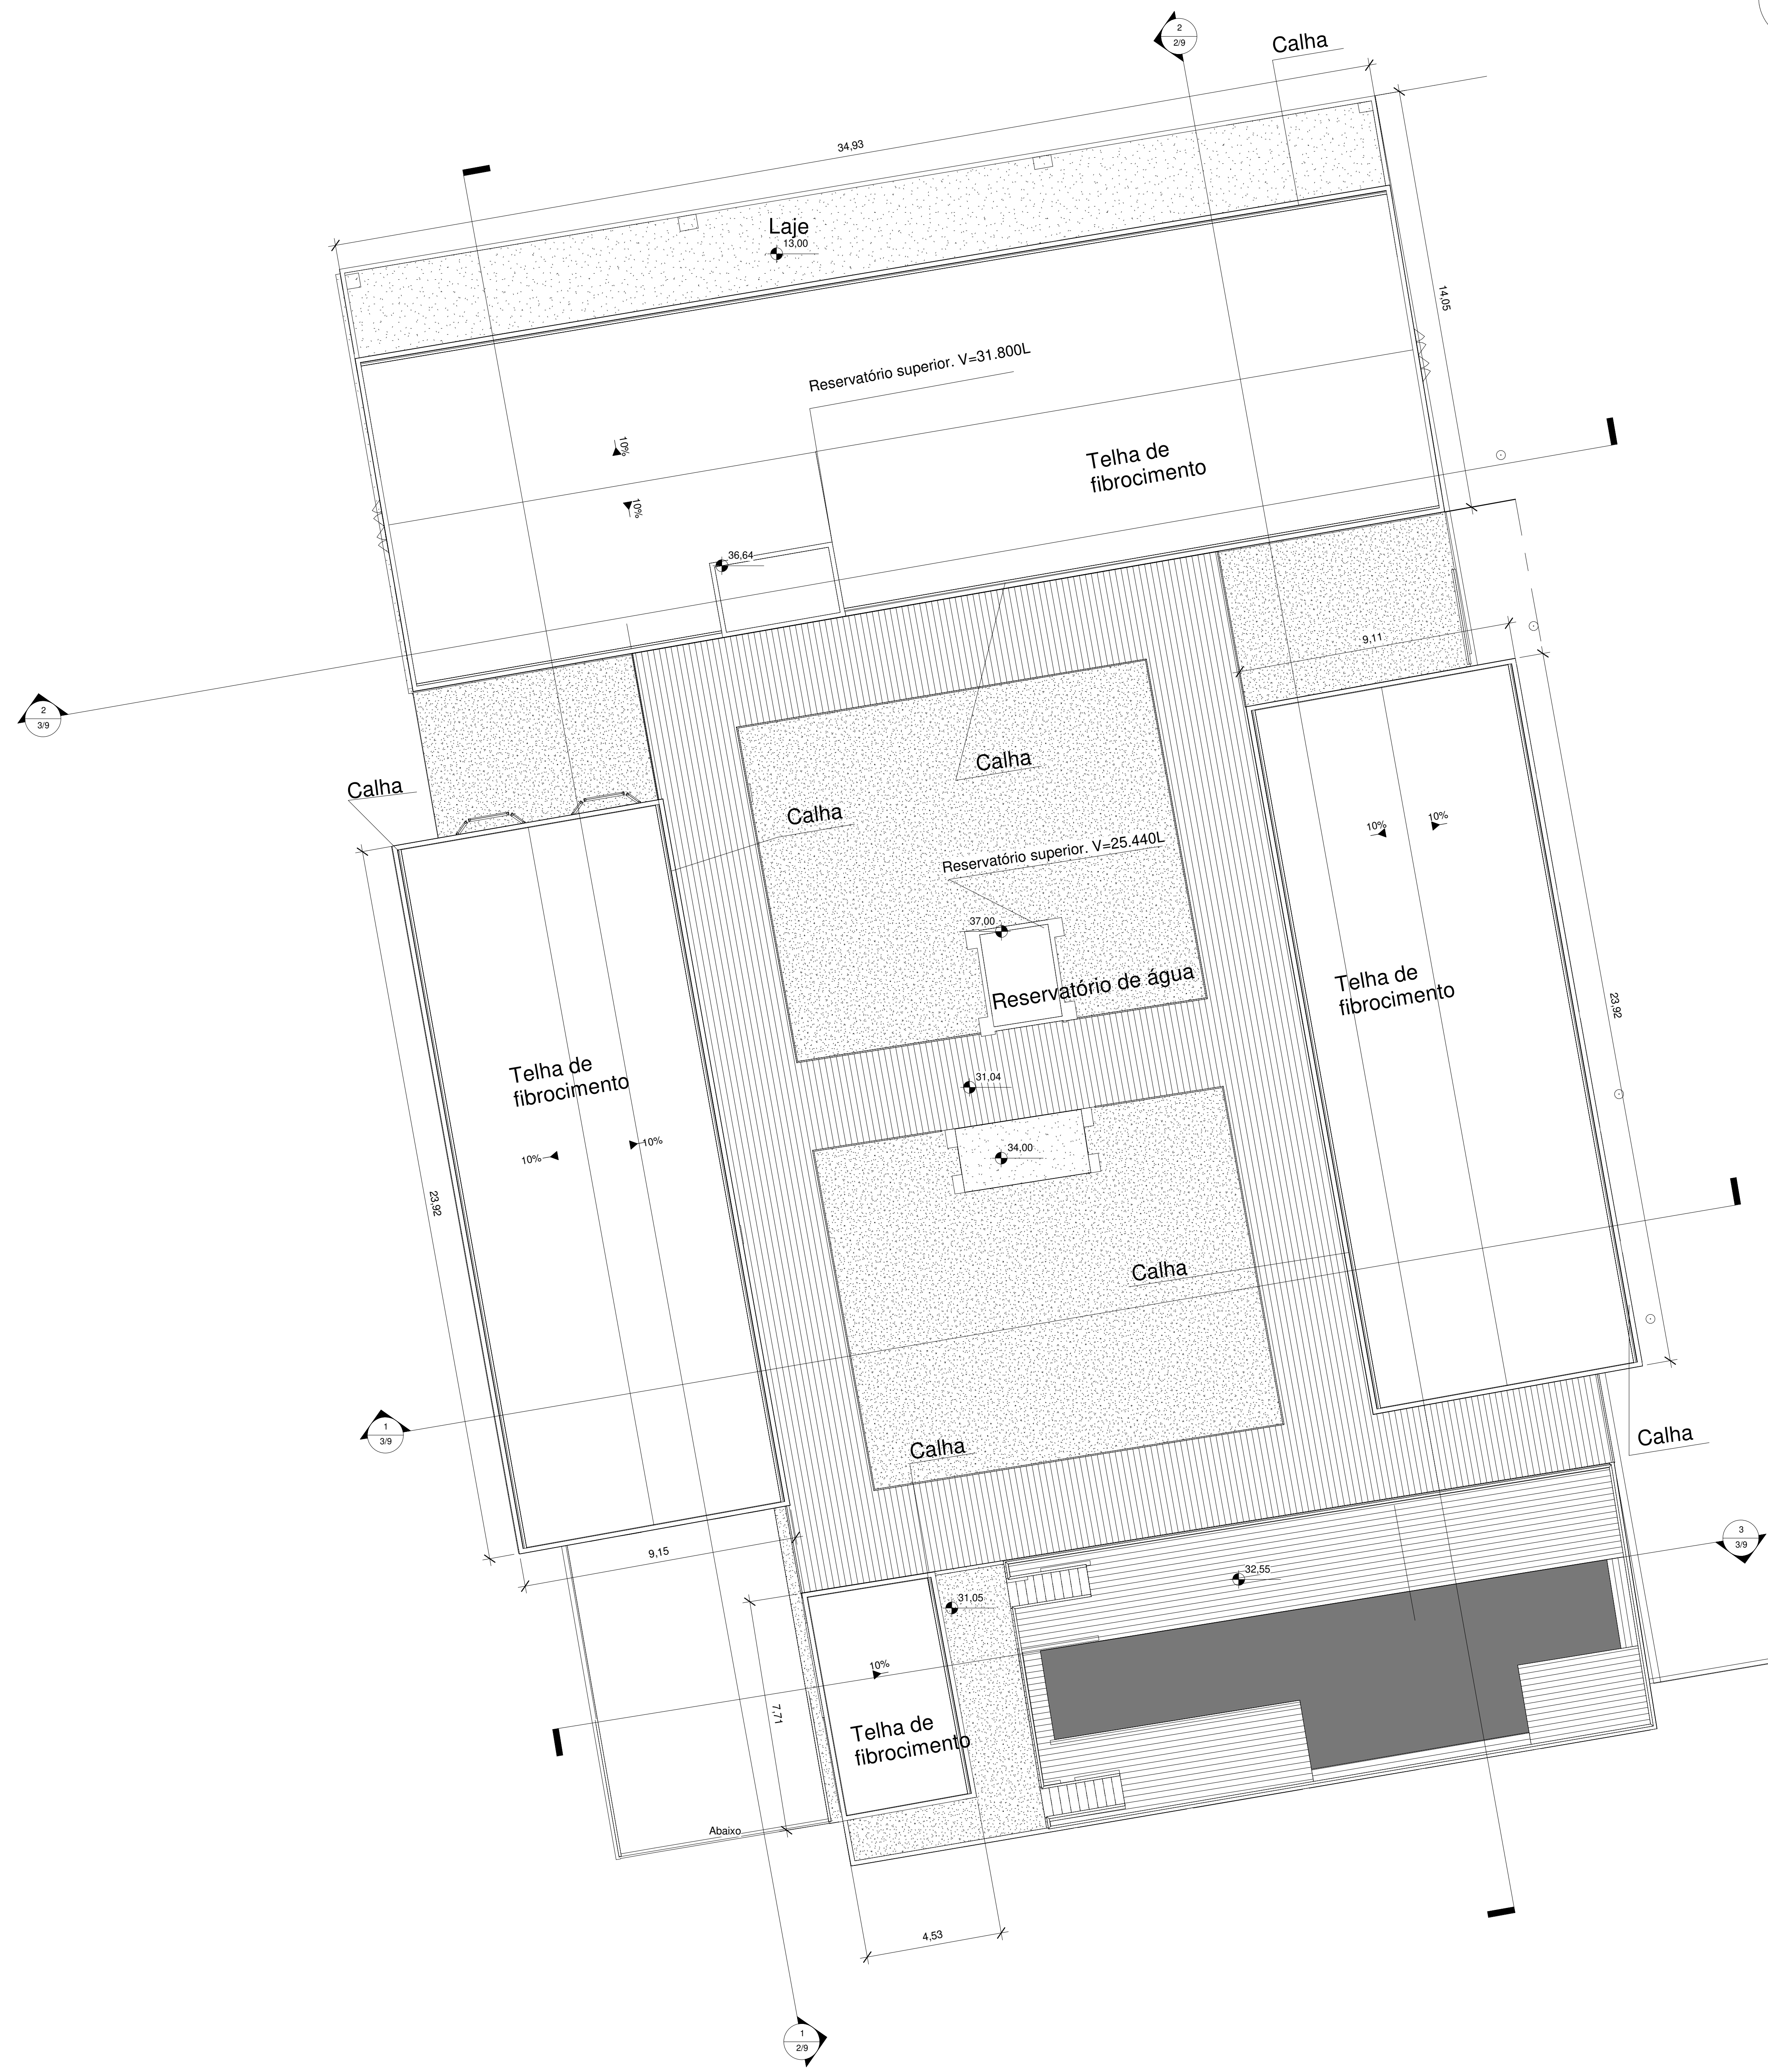 2
2/9
Calha
34,93
Laje
13,00
14,05
Reservatório superior. V=31.800L
10%
10%
Telha de
fibrocimento
36,64
9,11
2
3/9
Calha
Calha
Calha
10%
10%
Reservatório superior. V=25.440L
37,00
Reservatório de água
Telha de
fibrocimento
23,92
Telha de
fibrocimento
31,04
10%
10%
34,00
23,92
Calha
1
3/9
Calha
Calha
3
3/9
9,15
32,55
31,05
10%
7,71
Telha de
fibrocimento
Abaixo
4,53
1
2/9